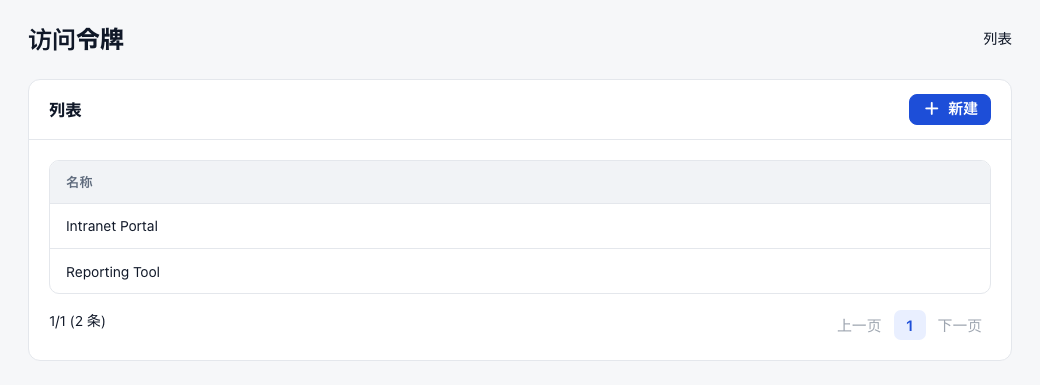 访问令牌
列表
列表
新建
名称
Intranet Portal
Reporting Tool
1/1 (2 条)
上一页 1 下一页